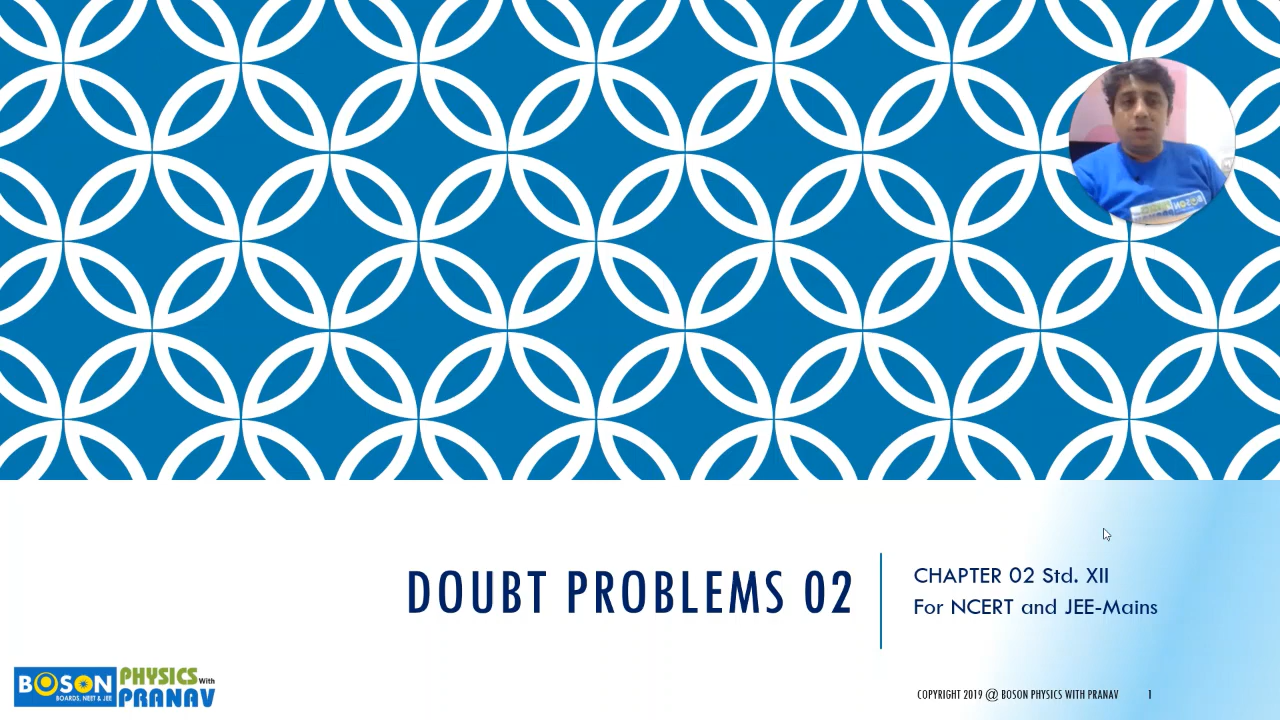 DOUBT PROBLEMS 02
CHAPTER 02 Std. XII
For NCERT and JEE-Mains
BOSON
BOARDS, NEET & JEE
PHYSICS With
PRANAV
COPYRIGHT 2019 @ BOSON PHYSICS WITH PRANAV 1